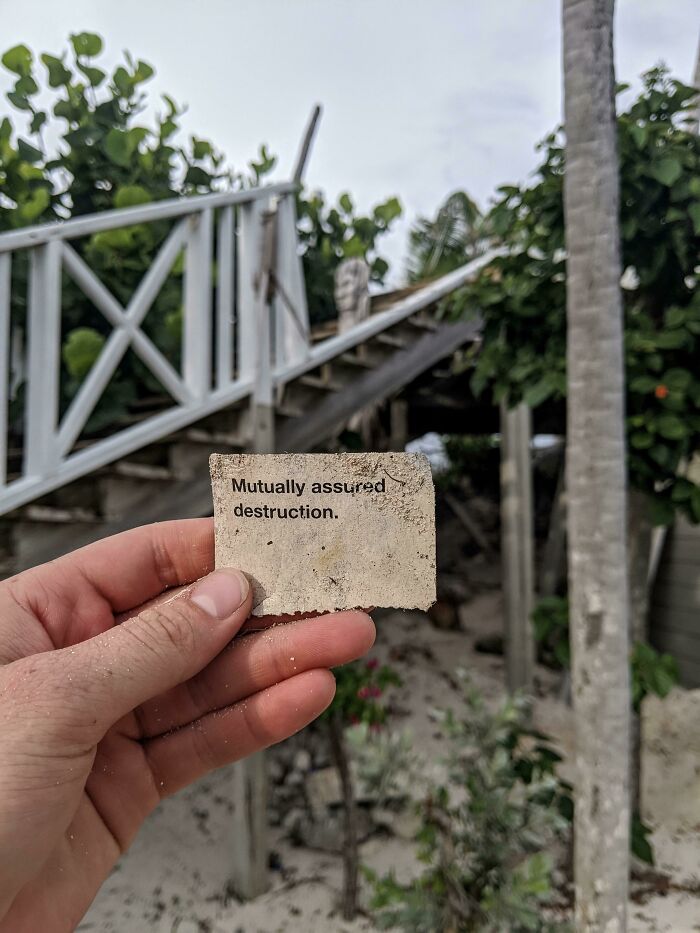 Mutually assured
destruction.